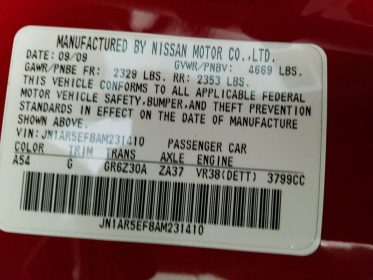 MANUFACTURED BY NISSAN MOTOR CO.,LTD.
DATE: 09/09 GVWR/PNBV: 4669 LBS.
GAWR/PNBE FR: 2329 LBS. RR: 2353 LBS.
THIS VEHICLE CONFORMS TO ALL APPLICABLE FEDERAL
MOTOR VEHICLE SAFETY,BUMPER,AND THEFT PREVENTION
STANDARDS IN EFFECT ON THE DATE OF MANUFACTURE
SHOWN ABOVE.
VIN:JN1AR5EF8AM231410 PASSENGER CAR
COLOR TRIM TRANS AXLE ENGINE
A54 G GR6Z30A ZA37 VR38(DETT) 3799CC
JN1AR5EF8AM231410